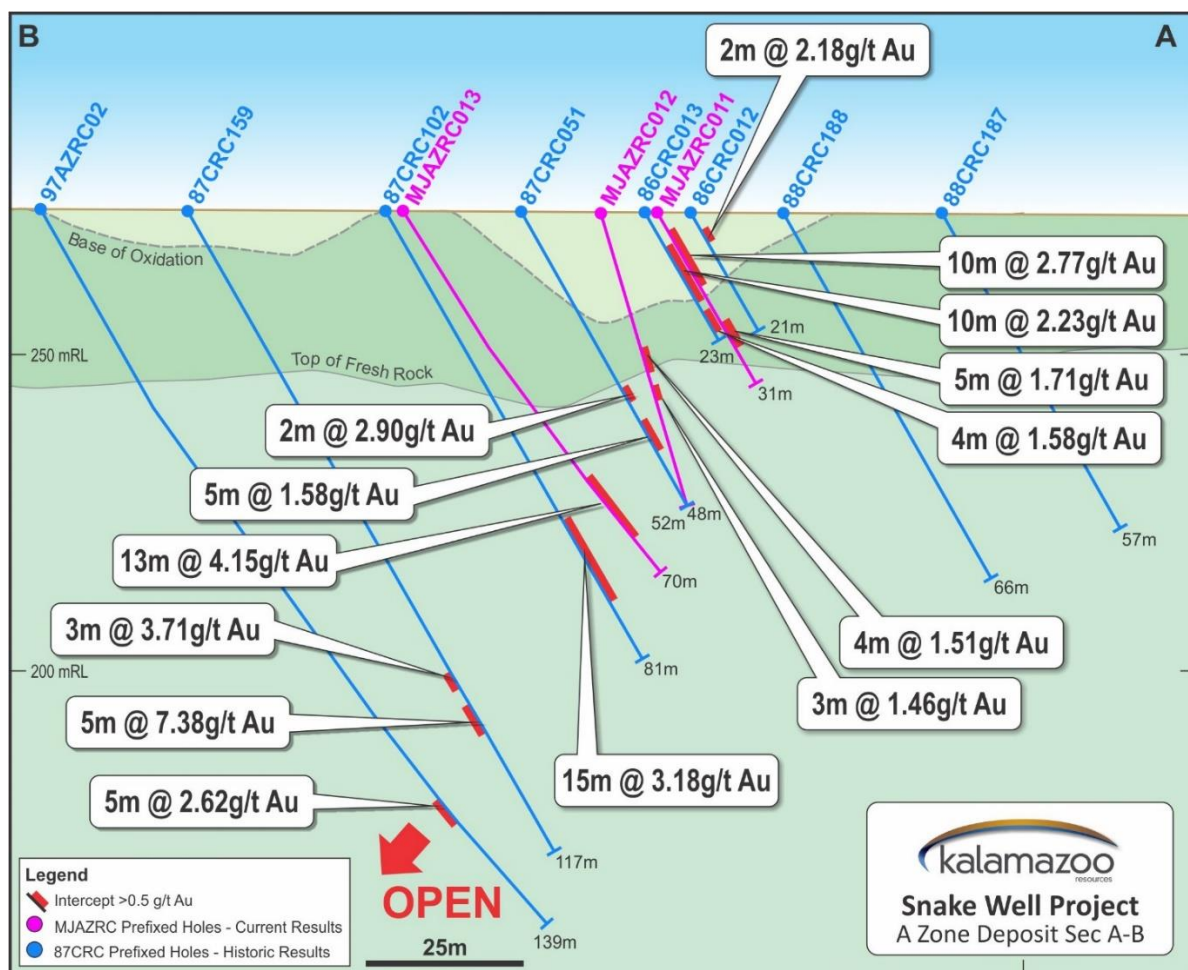 B
A
2m @ 2.18g/t Au
97AZRC02
87CRC159
87CRC102
MJAZRC013
87CRC051
MJAZRC012
86CRC013
MJAZRC011
86CRC012
88CRC188
88CRC187
Base of Oxidation
10m @ 2.77g/t Au
10m @ 2.23g/t Au
21m
23m
250 mRL
Top of Fresh Rock
5m @ 1.71g/t Au
31m
2m @ 2.90g/t Au
4m @ 1.58g/t Au
5m @ 1.58g/t Au
52m
48m
57m
13m @ 4.15g/t Au
70m
66m
3m @ 3.71g/t Au
4m @ 1.51g/t Au
81m
200 mRL
3m @ 1.46g/t Au
5m @ 7.38g/t Au
15m @ 3.18g/t Au
5m @ 2.62g/t Au
117m
OPEN
139m
25m
Legend
Intercept >0.5 g/t Au
MJAZRC Prefixed Holes - Current Results
87CRC Prefixed Holes - Historic Results
kalamazoo
resources
Snake Well Project
A Zone Deposit Sec A-B